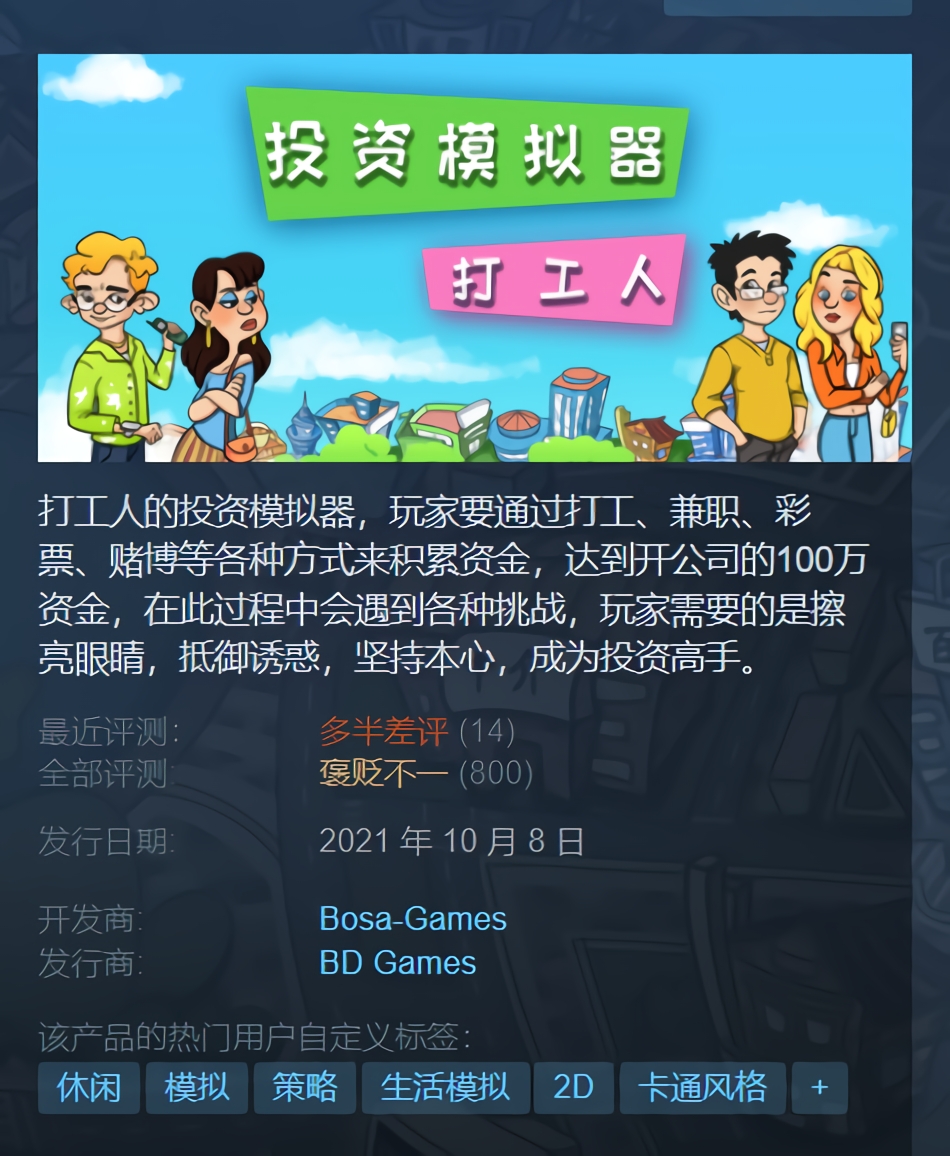 投资模拟器
打工人
打工人的投资模拟器，玩家要通过打工、兼职、彩
票、赌博等各种方式来积累资金，达到开公司的100万
资金，在此过程中会遇到各种挑战，玩家需要的是擦
亮眼睛，抵御诱惑，坚持本心，成为投资高手。
最近评测: 多半差评 (14)
全部评测: 褒贬不一 (800)
发行日期: 2021 年 10 月 8 日
开发商: Bosa-Games
发行商: BD Games
该产品的热门用户自定义标签:
休闲 模拟 策略 生活模拟 2D 卡通风格 +